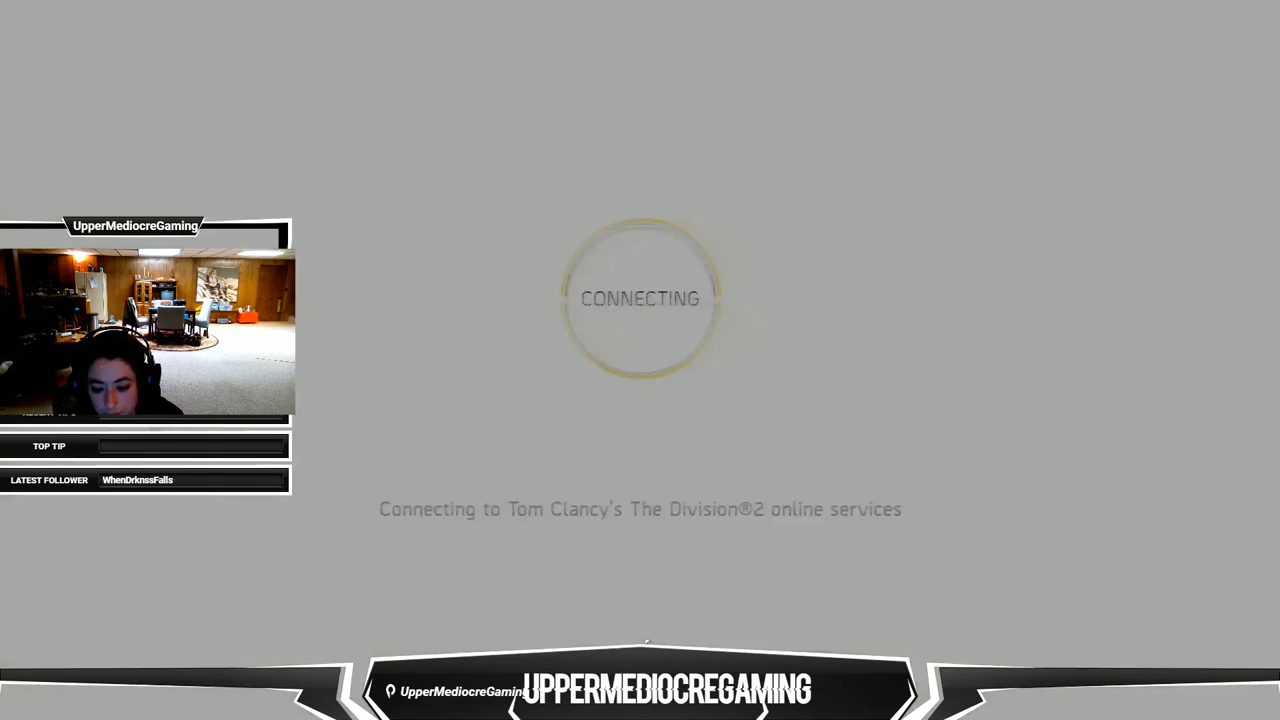 UpperMediocreGaming
CONNECTING
TOP TIP
LATEST FOLLOWER WhenDrknssFalls
Connecting to Tom Clancy's The Division®2 online services
UpperMediocreGaming
UPPERMEDIOCREGAMING